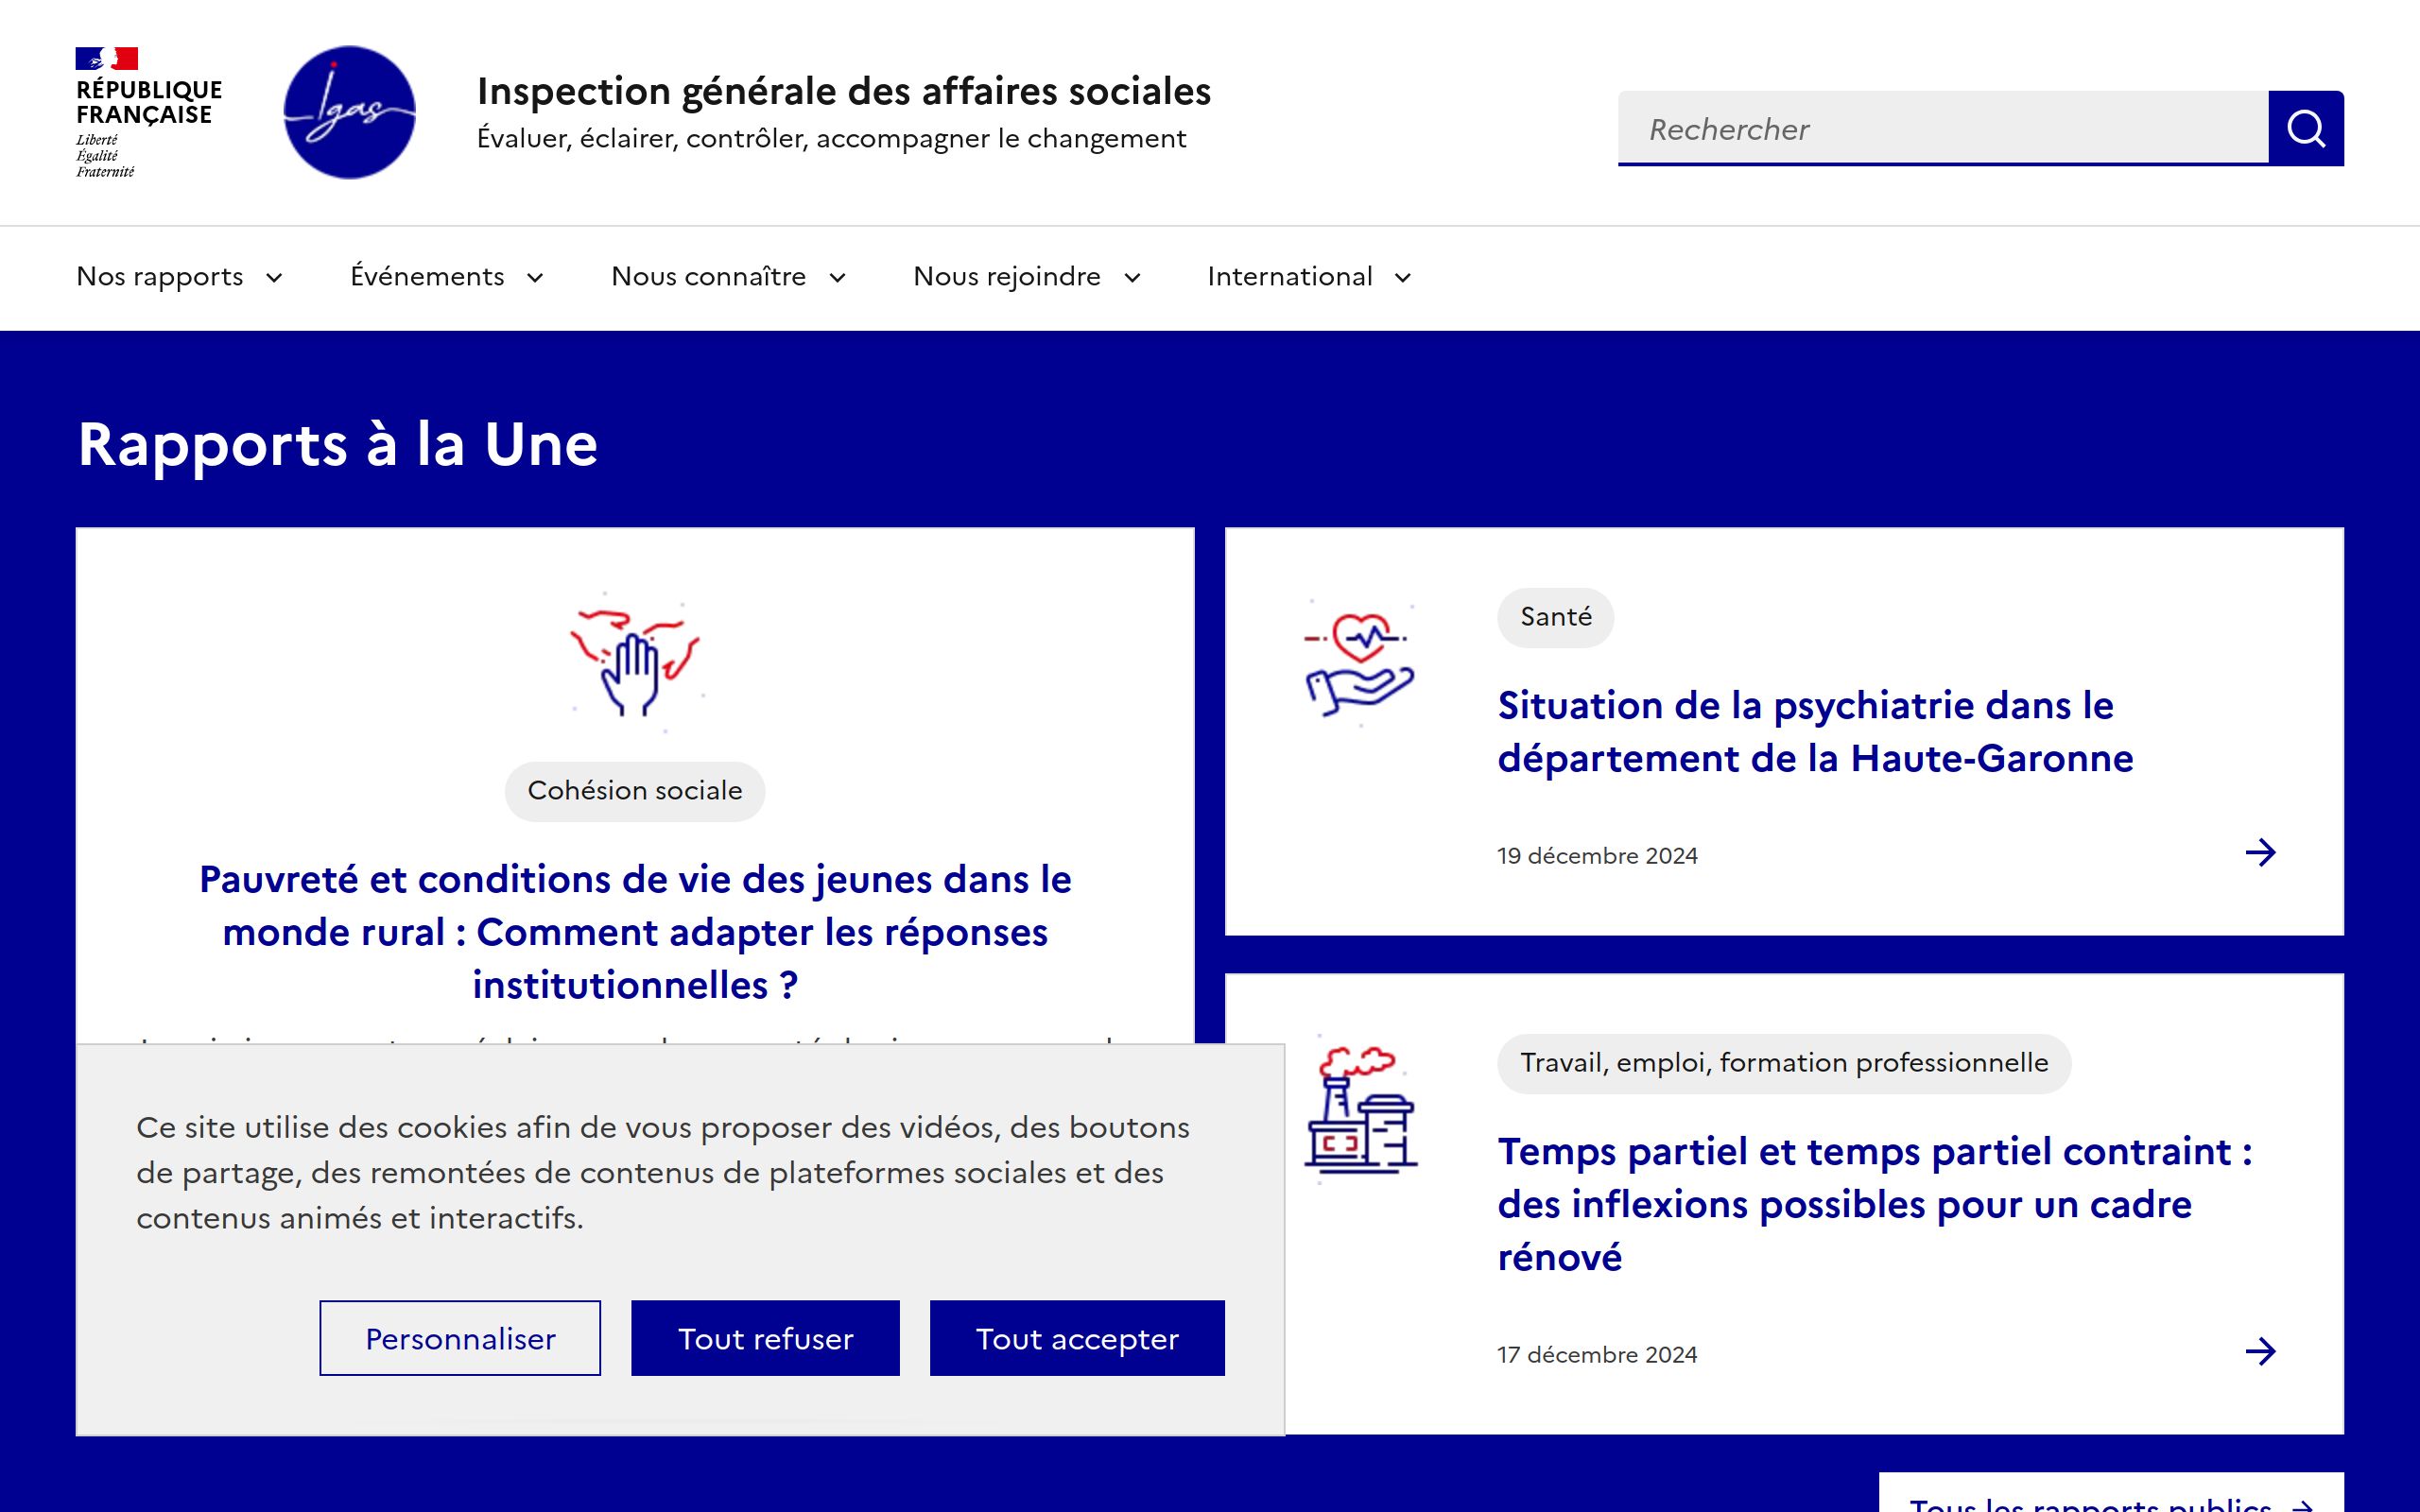 RÉPUBLIQUE
FRANÇAISE
Liberté
Égalité
Fraternité
Igas
Inspection générale des affaires sociales
Évaluer, éclairer, contrôler, accompagner le changement
Rechercher
Nos rapports
Événements
Nous connaître
Nous rejoindre
International
Rapports à la Une
Cohésion sociale
Pauvreté et conditions de vie des jeunes dans le
monde rural : Comment adapter les réponses
institutionnelles ?
Santé
Situation de la psychiatrie dans le
département de la Haute-Garonne
19 décembre 2024
Travail, emploi, formation professionnelle
Temps partiel et temps partiel contraint :
des inflexions possibles pour un cadre
rénové
17 décembre 2024
Ce site utilise des cookies afin de vous proposer des vidéos, des boutons
de partage, des remontées de contenus de plateformes sociales et des
contenus animés et interactifs.
Personnaliser
Tout refuser
Tout accepter
Tous les rapports publics